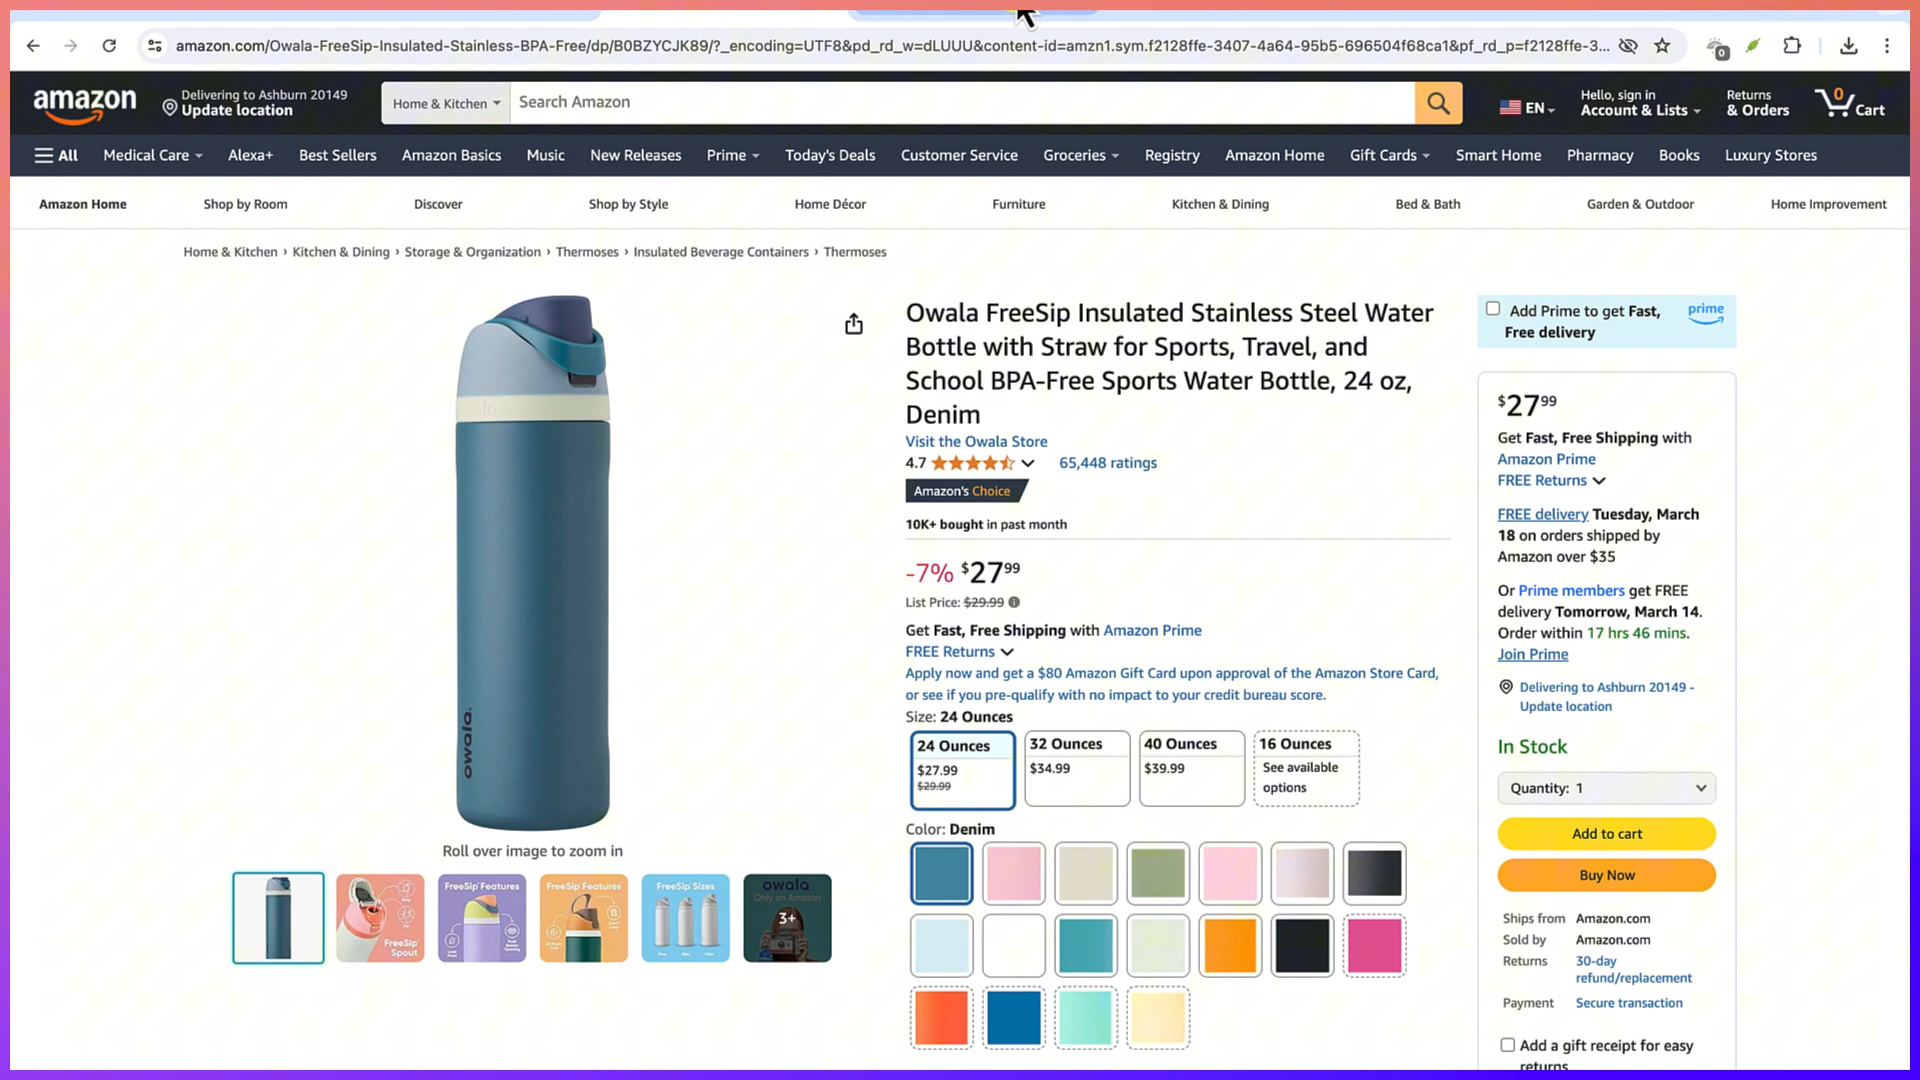 amazon.com/Owala-FreeSip-Insulated-Stainless-BPA-Free/dp/B0BZYCJK89/?_encoding=UTF8&pd_rd_w=dLUUU&content-id=amzn1.sym.f2128ffe-3407-4a64-95b5-696504f68ca1&pf_rd_p=f2128ffe-3...
0
amazon
Delivering to Ashburn 20149
Update location
Home & Kitchen
Search Amazon
EN
Hello, sign in
Account & Lists
Returns
& Orders
0
Cart
All
Medical Care
Alexa+
Best Sellers
Amazon Basics
Music
New Releases
Prime
Today's Deals
Customer Service
Groceries
Registry
Amazon Home
Gift Cards
Smart Home
Pharmacy
Books
Luxury Stores
Amazon Home
Shop by Room
Discover
Shop by Style
Home Décor
Furniture
Kitchen & Dining
Bed & Bath
Garden & Outdoor
Home Improvement
Home & Kitchen › Kitchen & Dining › Storage & Organization › Thermoses › Insulated Beverage Containers › Thermoses
owala.
Roll over image to zoom in
FreeSip Spout
FreeSip Features
FreeSip Features
FreeSip Sizes
owala
Only on Amazon
3+
Owala FreeSip Insulated Stainless Steel Water
Bottle with Straw for Sports, Travel, and
School BPA-Free Sports Water Bottle, 24 oz,
Denim
Visit the Owala Store
4.7
65,448 ratings
Amazon's Choice
10K+ bought in past month
-7% $27 99
List Price: $29.99
Get Fast, Free Shipping with Amazon Prime
FREE Returns
Apply now and get a $80 Amazon Gift Card upon approval of the Amazon Store Card,
or see if you pre-qualify with no impact to your credit bureau score.
Size: 24 Ounces
24 Ounces
$27.99
$29.99
32 Ounces
$34.99
40 Ounces
$39.99
16 Ounces
See available
options
Color: Denim
Add Prime to get Fast,
Free delivery
prime
$27 99
Get Fast, Free Shipping with
Amazon Prime
FREE Returns
FREE delivery Tuesday, March
18 on orders shipped by
Amazon over $35
Or Prime members get FREE
delivery Tomorrow, March 14.
Order within 17 hrs 46 mins.
Join Prime
Delivering to Ashburn 20149 -
Update location
In Stock
Quantity: 1
Add to cart
Buy Now
Ships from Amazon.com
Sold by Amazon.com
Returns 30-day
refund/replacement
Payment Secure transaction
Add a gift receipt for easy
returns